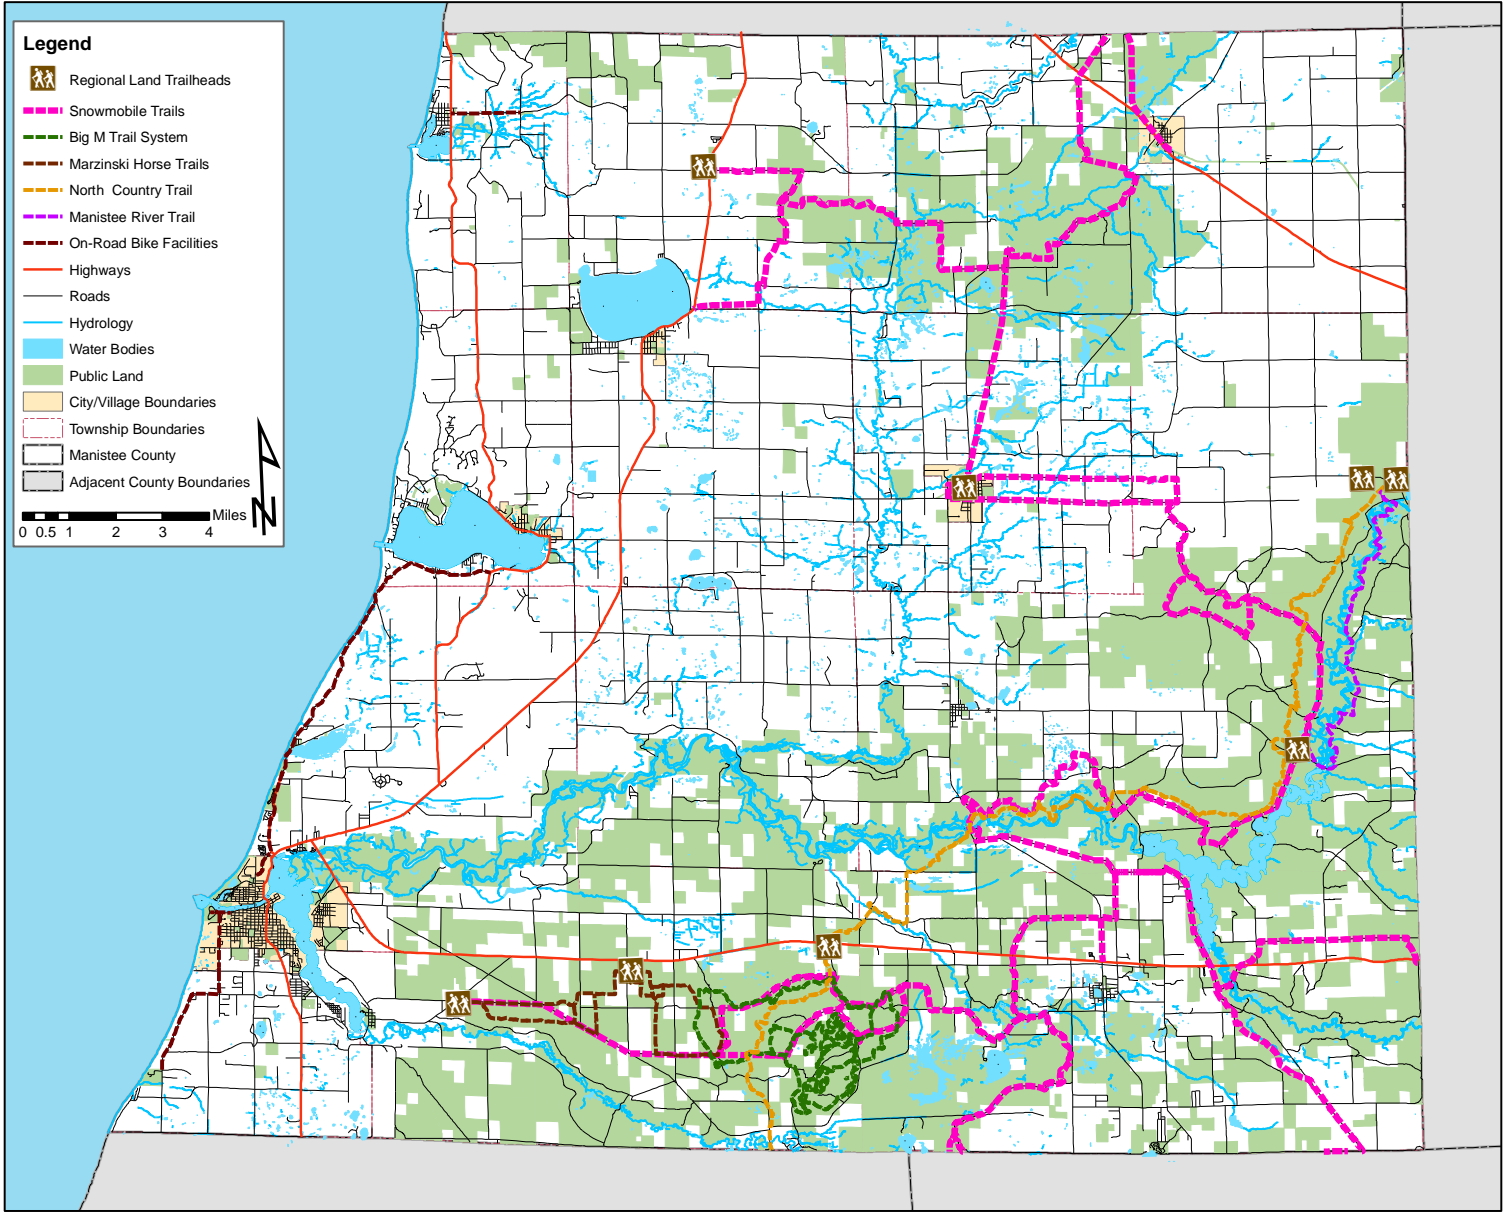 Legend
Regional Land Trailheads
Snowmobile Trails
Big M Trail System
Marzinski Horse Trails
North Country Trail
Manistee River Trail
On-Road Bike Facilities
Highways
Roads
Hydrology
Water Bodies
Public Land
City/Village Boundaries
Township Boundaries
Manistee County
Adjacent County Boundaries
Miles
0 0.5 1 2 3 4
N